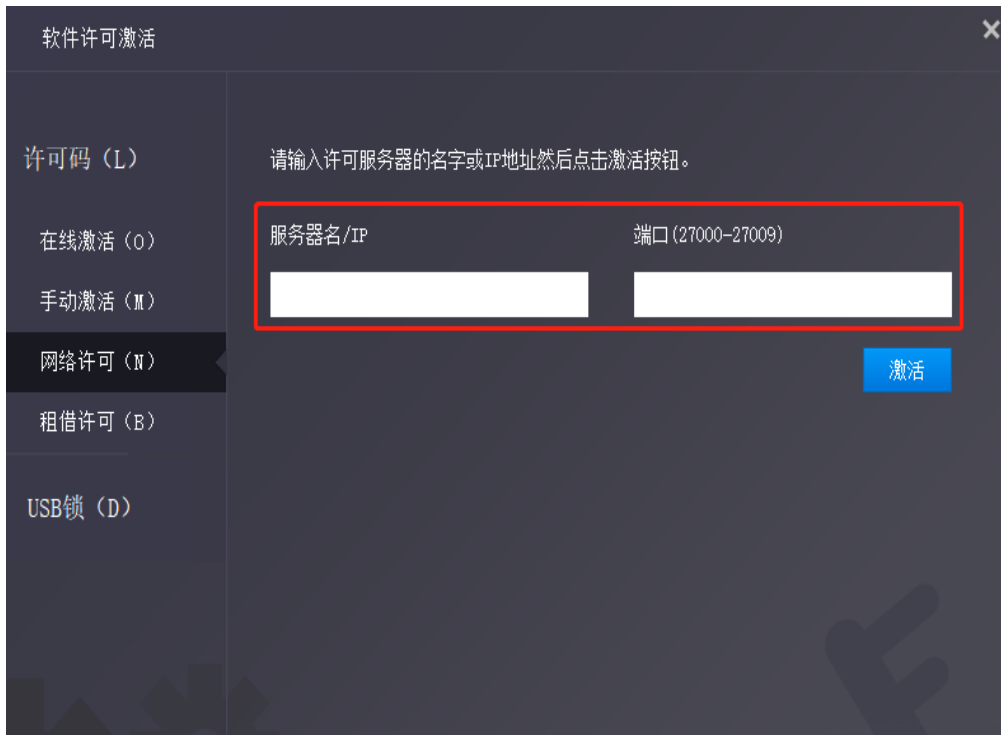 软件许可激活
许可码（L）
在线激活（O）
手动激活（M）
网络许可（N）
租借许可（B）
USB锁（D）
请输入许可服务器的名字或IP地址然后点击激活按钮。
服务器名/IP
端口(27000-27009)
激活